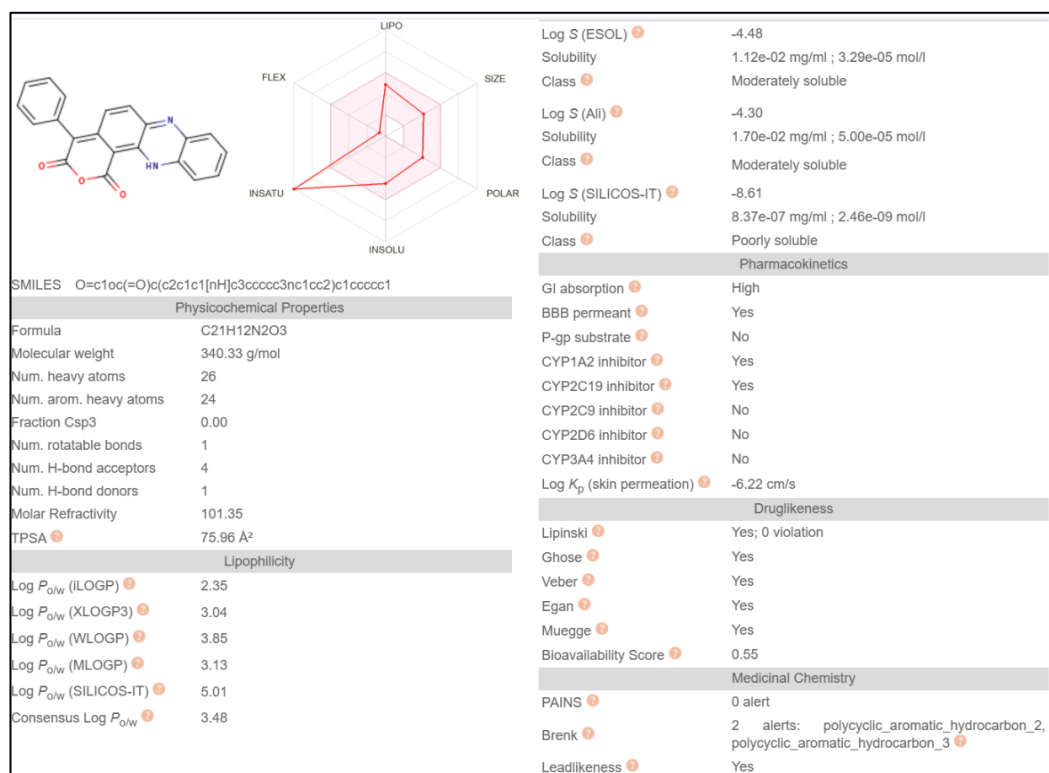 LIPO
FLEX
SIZE
INSATU
POLAR
INSOLU
N
HN
O
O
O
SMILES O=c1oc(=O)c(c2c1c1[nH]c3ccccc3nc1cc2)c1ccccc1
Physicochemical Properties
Formula C21H12N2O3
Molecular weight 340.33 g/mol
Num. heavy atoms 26
Num. arom. heavy atoms 24
Fraction Csp3 0.00
Num. rotatable bonds 1
Num. H-bond acceptors 4
Num. H-bond donors 1
Molar Refractivity 101.35
TPSA ? 75.96 Å²
Lipophilicity
Log Po/w (iLOGP) ? 2.35
Log Po/w (XLOGP3) ? 3.04
Log Po/w (WLOGP) ? 3.85
Log Po/w (MLOGP) ? 3.13
Log Po/w (SILICOS-IT) ? 5.01
Consensus Log Po/w ? 3.48
Log S (ESOL) ? -4.48
Solubility 1.12e-02 mg/ml ; 3.29e-05 mol/l
Class ? Moderately soluble
Log S (Ali) ? -4.30
Solubility 1.70e-02 mg/ml ; 5.00e-05 mol/l
Class ? Moderately soluble
Log S (SILICOS-IT) ? -8.61
Solubility 8.37e-07 mg/ml ; 2.46e-09 mol/l
Class ? Poorly soluble
Pharmacokinetics
GI absorption ? High
BBB permeant ? Yes
P-gp substrate ? No
CYP1A2 inhibitor ? Yes
CYP2C19 inhibitor ? Yes
CYP2C9 inhibitor ? No
CYP2D6 inhibitor ? No
CYP3A4 inhibitor ? No
Log Kp (skin permeation) ? -6.22 cm/s
Druglikeness
Lipinski ? Yes; 0 violation
Ghose ? Yes
Veber ? Yes
Egan ? Yes
Muegge ? Yes
Bioavailability Score ? 0.55
Medicinal Chemistry
PAINS ? 0 alert
Brenk ? 2 alerts: polycyclic_aromatic_hydrocarbon_2,
polycyclic_aromatic_hydrocarbon_3 ?
Leadlikeness ? Yes